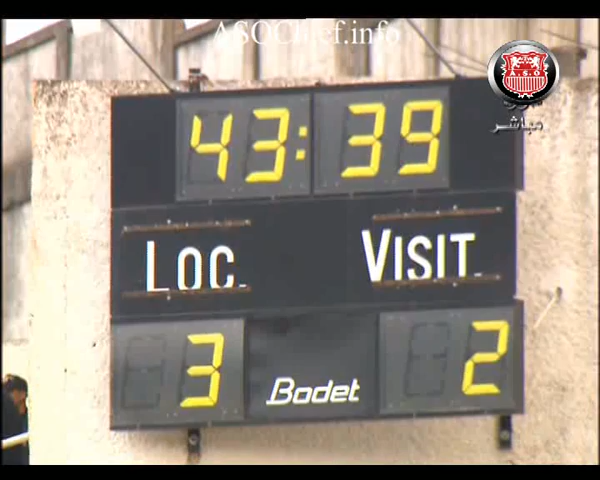 ASOChlef.info
A.S.O
مباشر
43:39
LOC. VISIT.
3 2
Bodet